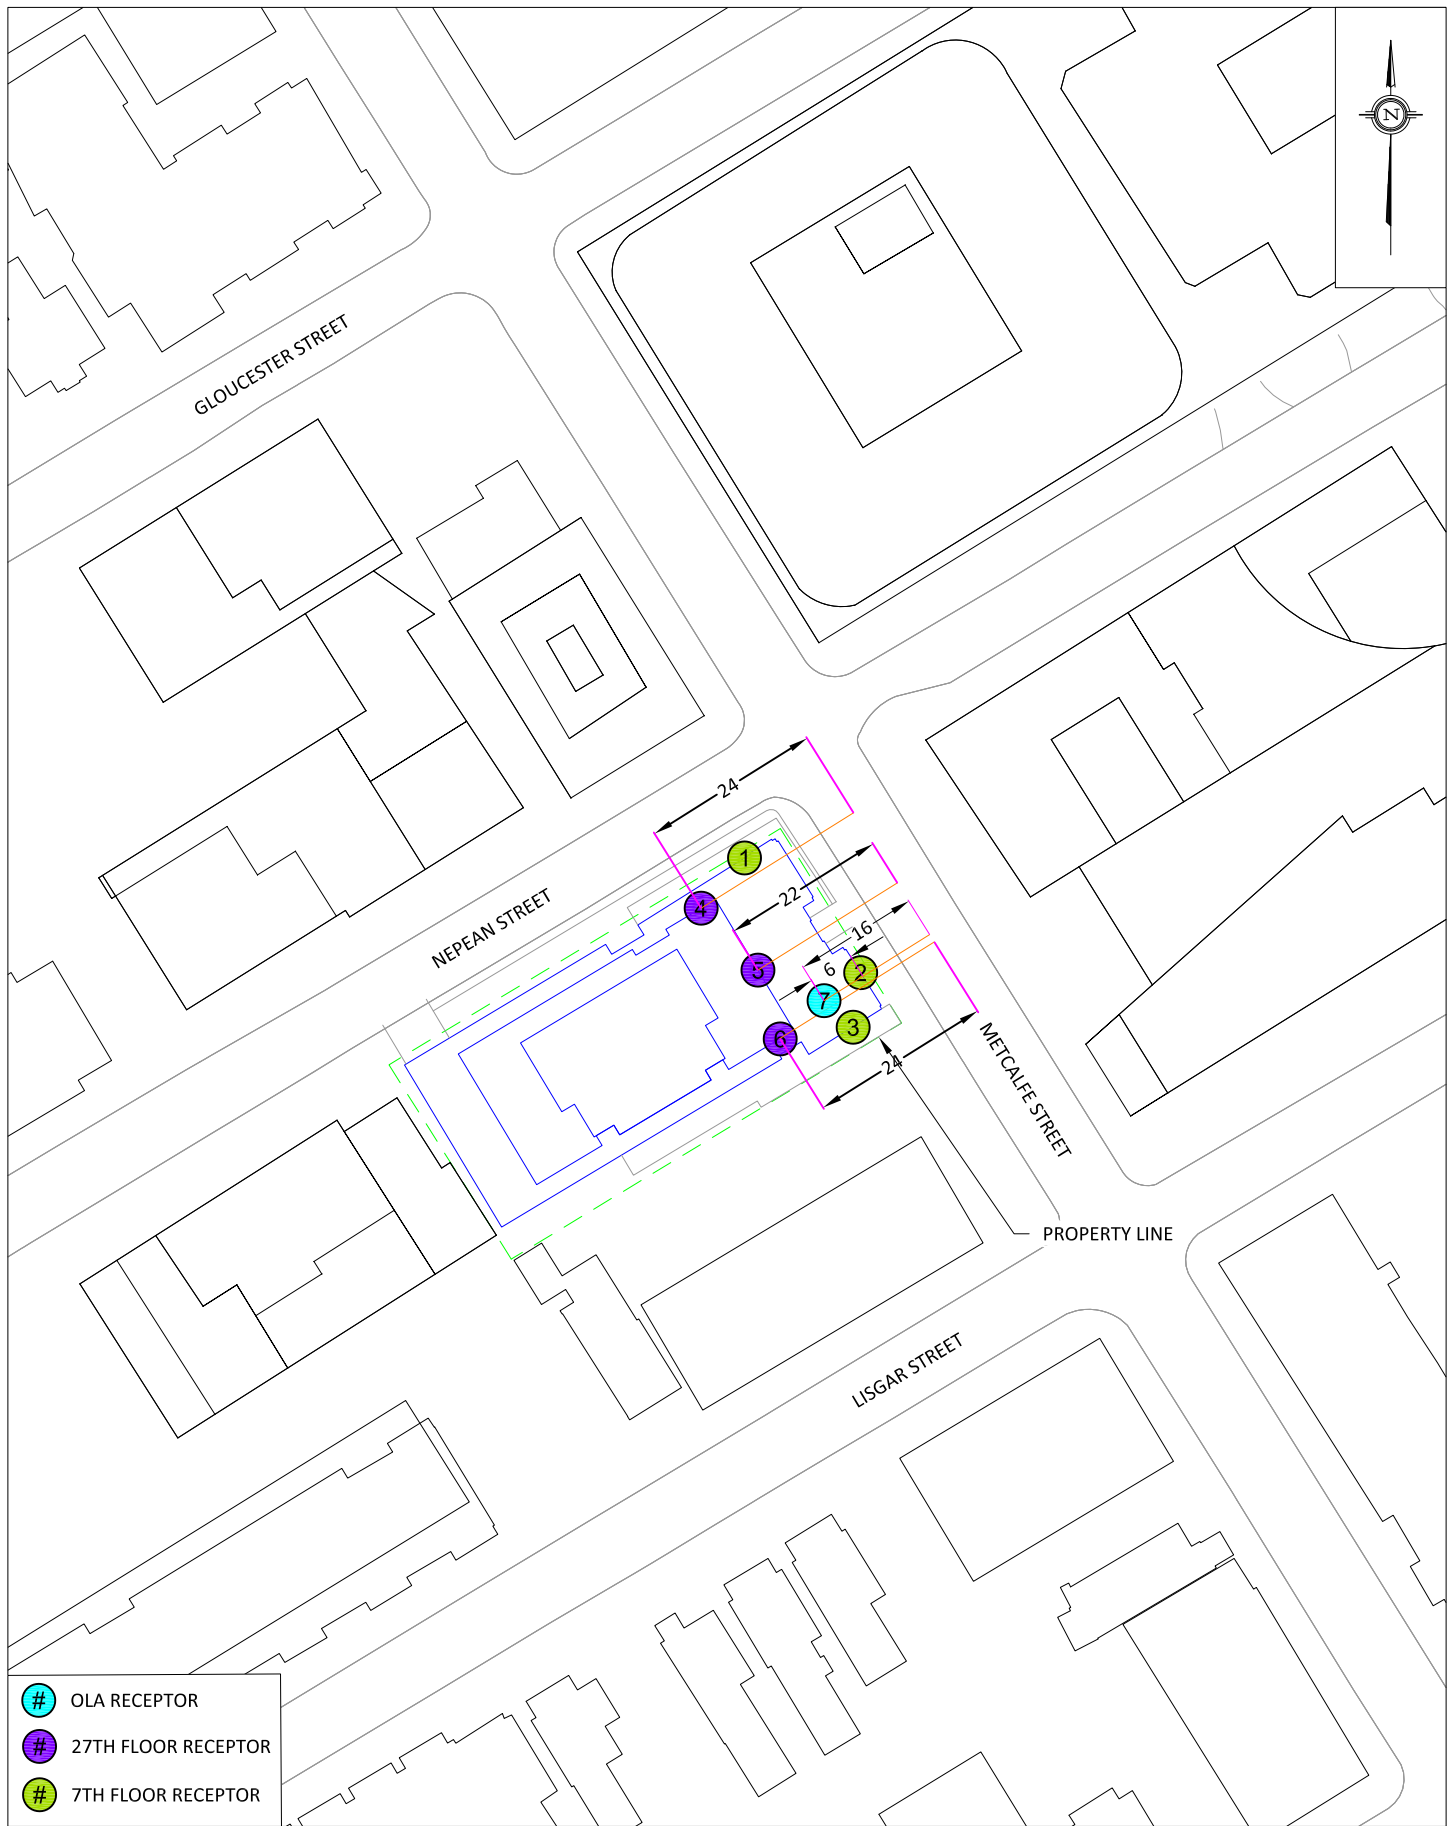 N
GLOUCESTER STREET
24
1
22
4
NEPEAN STREET
16
5
6
2
7
3
6
24
METCALFE STREET
PROPERTY LINE
LISGAR STREET
# OLA RECEPTOR
# 27TH FLOOR RECEPTOR
# 7TH FLOOR RECEPTOR